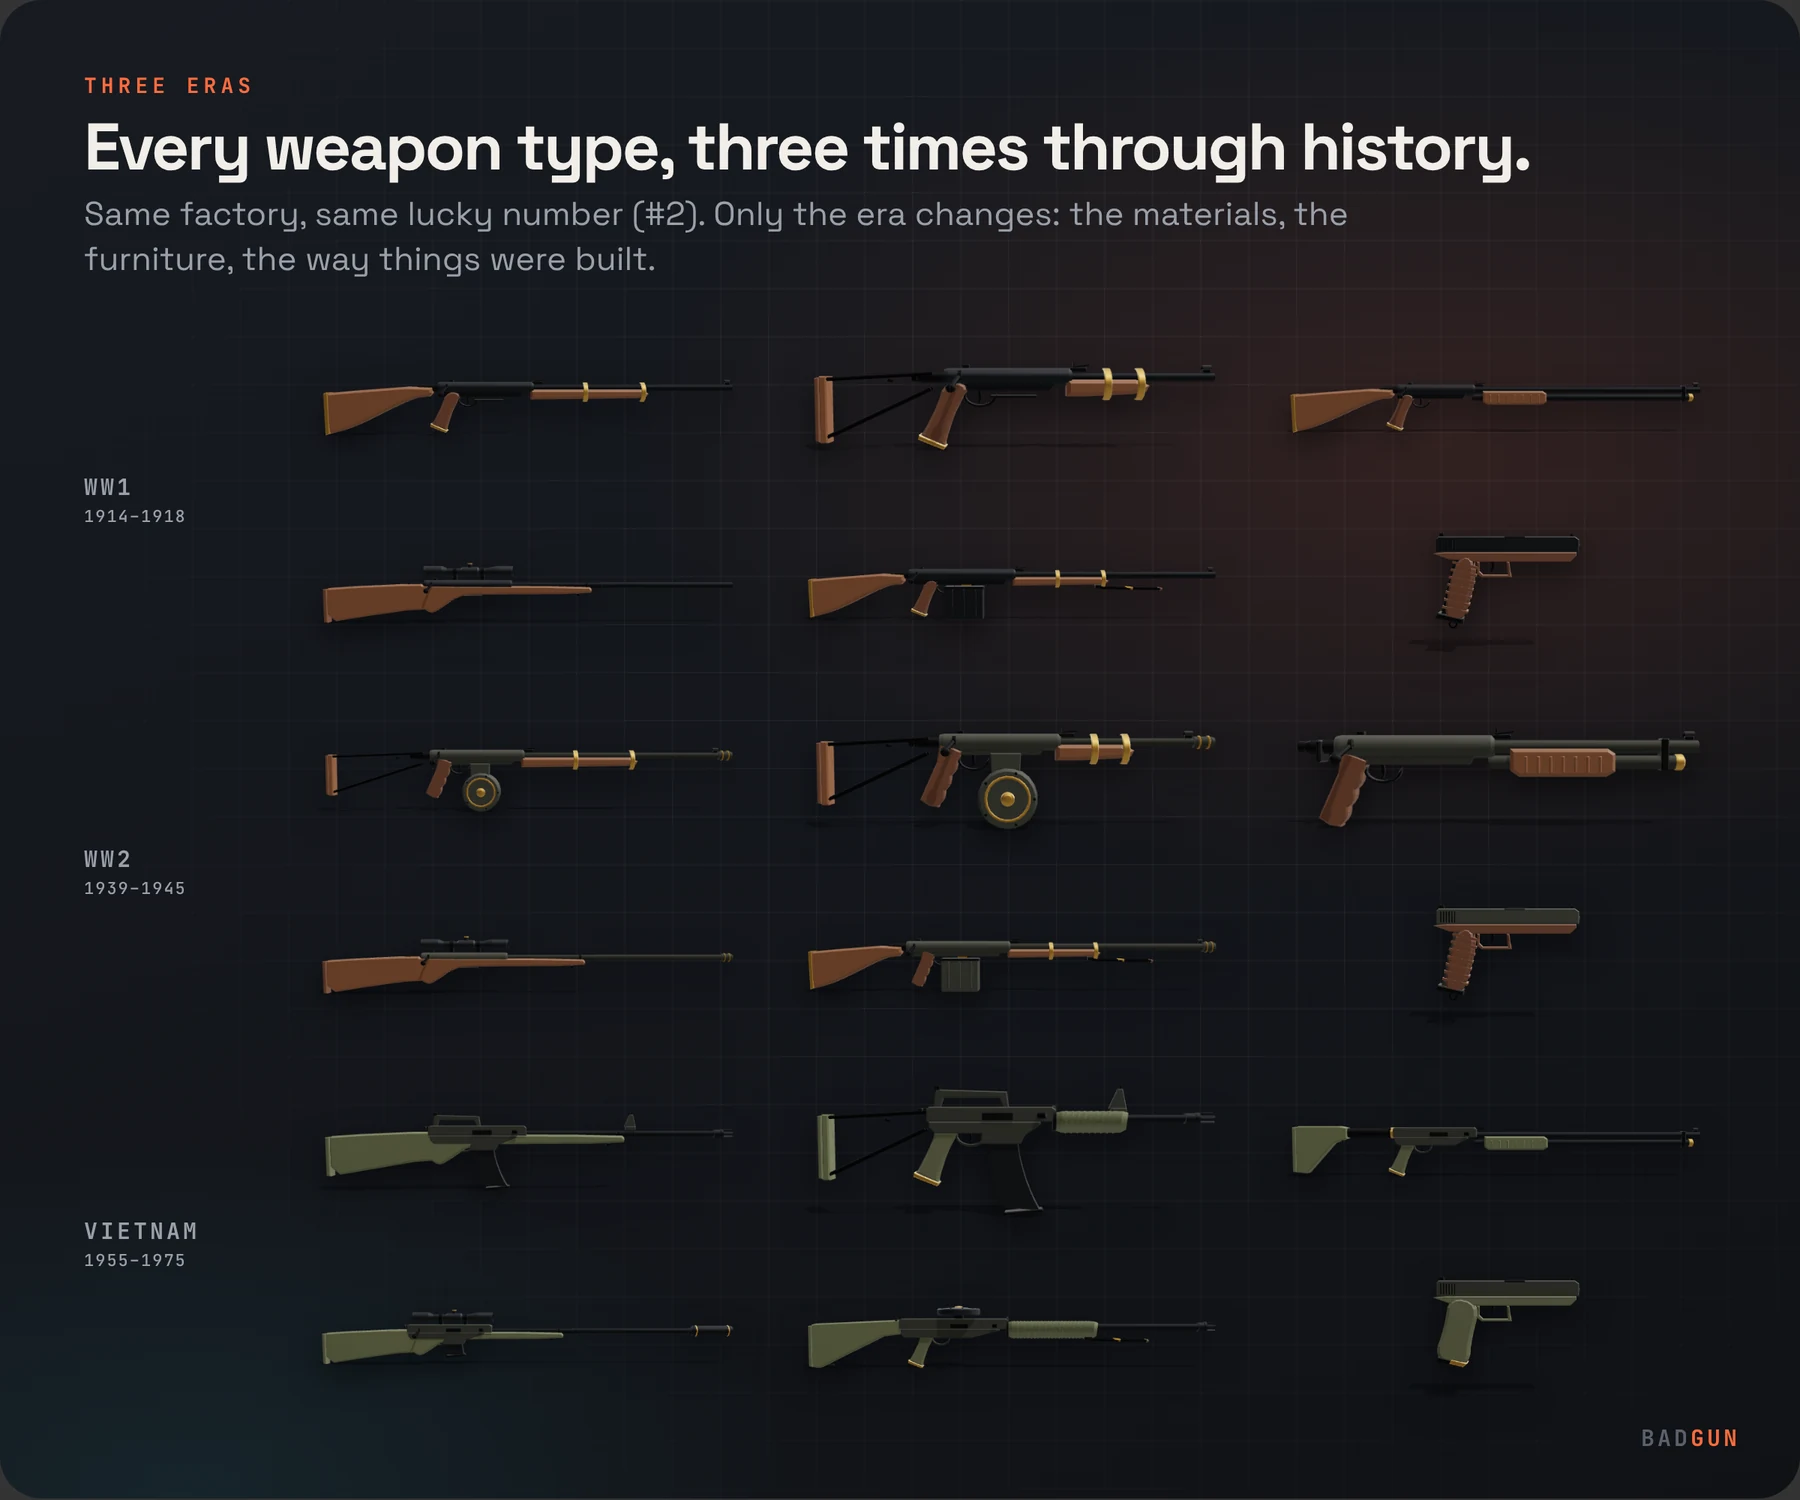 THREE ERAS
Every weapon type, three times through history.
Same factory, same lucky number (#2). Only the era changes: the materials, the
furniture, the way things were built.
WW1
1914–1918
WW2
1939–1945
VIETNAM
1955–1975
BADGUN